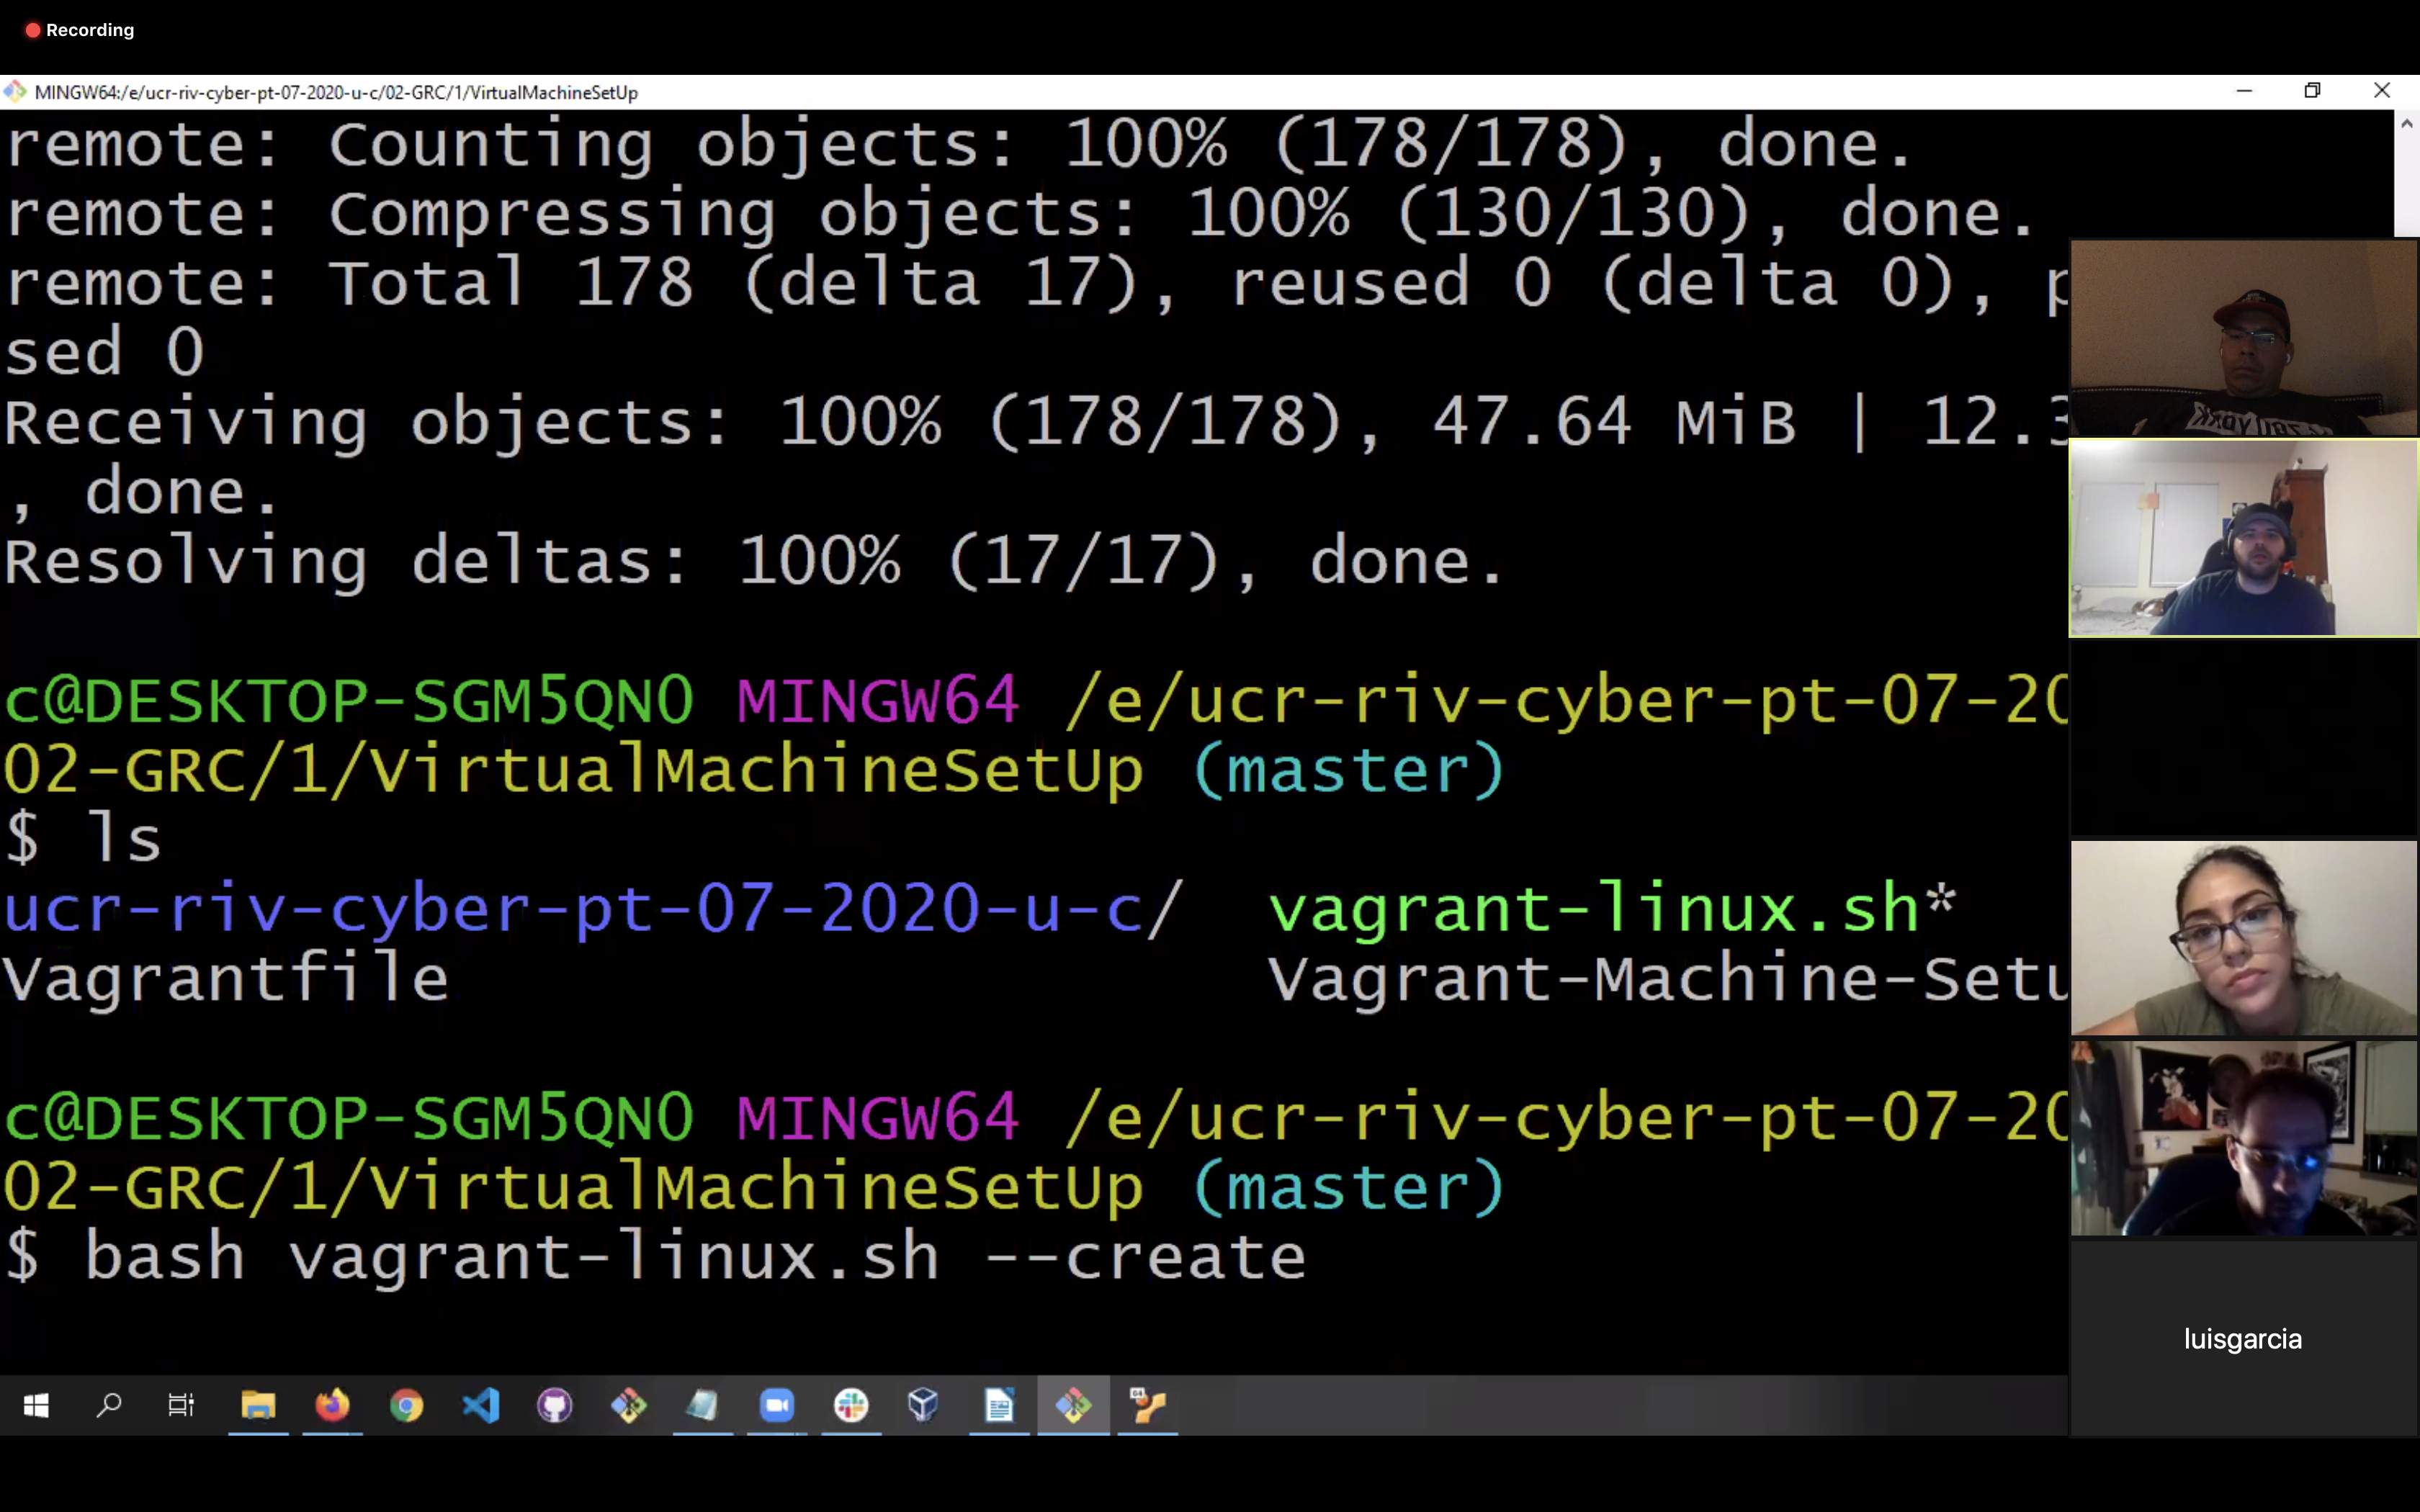 Recording
MINGW64:/e/ucr-riv-cyber-pt-07-2020-u-c/02-GRC/1/VirtualMachineSetUp
remote: Counting objects: 100% (178/178), done.
remote: Compressing objects: 100% (130/130), done.
remote: Total 178 (delta 17), reused 0 (delta 0), p
sed 0
Receiving objects: 100% (178/178), 47.64 MiB | 12.3
, done.
Resolving deltas: 100% (17/17), done.
c@DESKTOP-SGM5QN0 MINGW64 /e/ucr-riv-cyber-pt-07-20
02-GRC/1/VirtualMachineSetUp (master)
$ ls
ucr-riv-cyber-pt-07-2020-u-c/ vagrant-linux.sh*
Vagrantfile Vagrant-Machine-Setu
c@DESKTOP-SGM5QN0 MINGW64 /e/ucr-riv-cyber-pt-07-20
02-GRC/1/VirtualMachineSetUp (master)
$ bash vagrant-linux.sh --create
luisgarcia